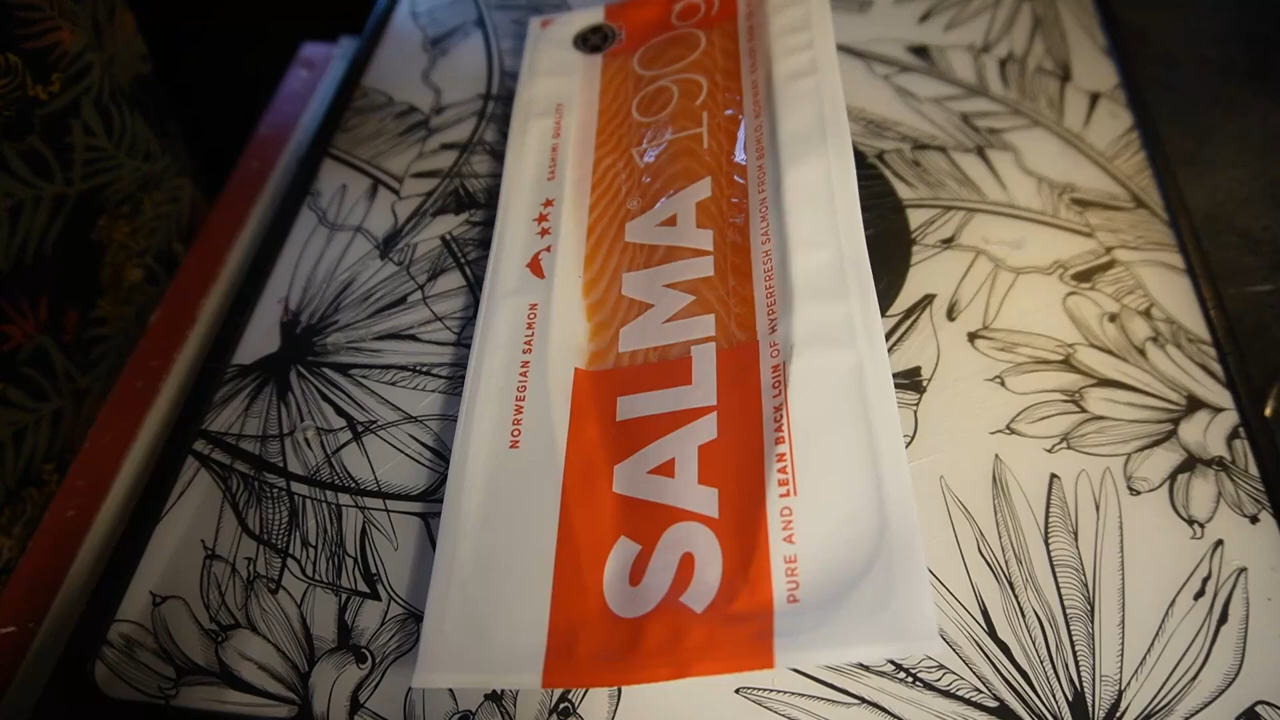 NORWEGIAN SALMON
SASHIMI QUALITY
SALMA® 190g
PURE AND LEAN BACK LOIN OF HYPERFRESH SALMON FROM BØMLO, NORWAY.